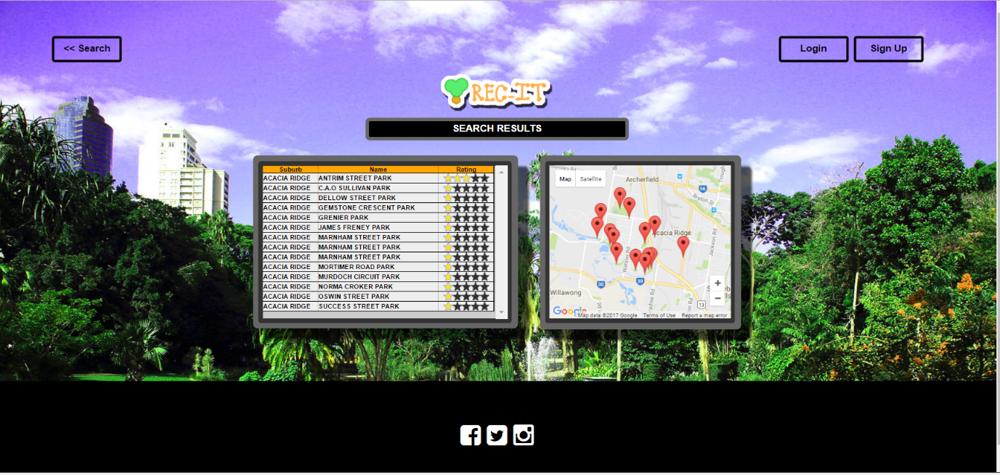 << Search
Login
Sign Up
REC-IT
SEARCH RESULTS
Suburb Name Rating
ACACIA RIDGE ANTRIM STREET PARK
ACACIA RIDGE C.A.O SULLIVAN PARK
ACACIA RIDGE DELLOW STREET PARK
ACACIA RIDGE GEMSTONE CRESCENT PARK
ACACIA RIDGE GRENIER PARK
ACACIA RIDGE JAMES FRENEY PARK
ACACIA RIDGE MARNHAM STREET PARK
ACACIA RIDGE MARNHAM STREET PARK
ACACIA RIDGE MARNHAM STREET PARK
ACACIA RIDGE MORTIMER ROAD PARK
ACACIA RIDGE MURDOCH CIRCUIT PARK
ACACIA RIDGE NORMA CROKER PARK
ACACIA RIDGE OSWIN STREET PARK
ACACIA RIDGE SUCCESS STREET PARK
Map Satellite
Archerfield
56
Breton St
Acacia Ridge
Jackson Rd
Watson Rd
30
30
Willawong
13
+
−
Google
Map data ©2017 Google Terms of Use Report a map error